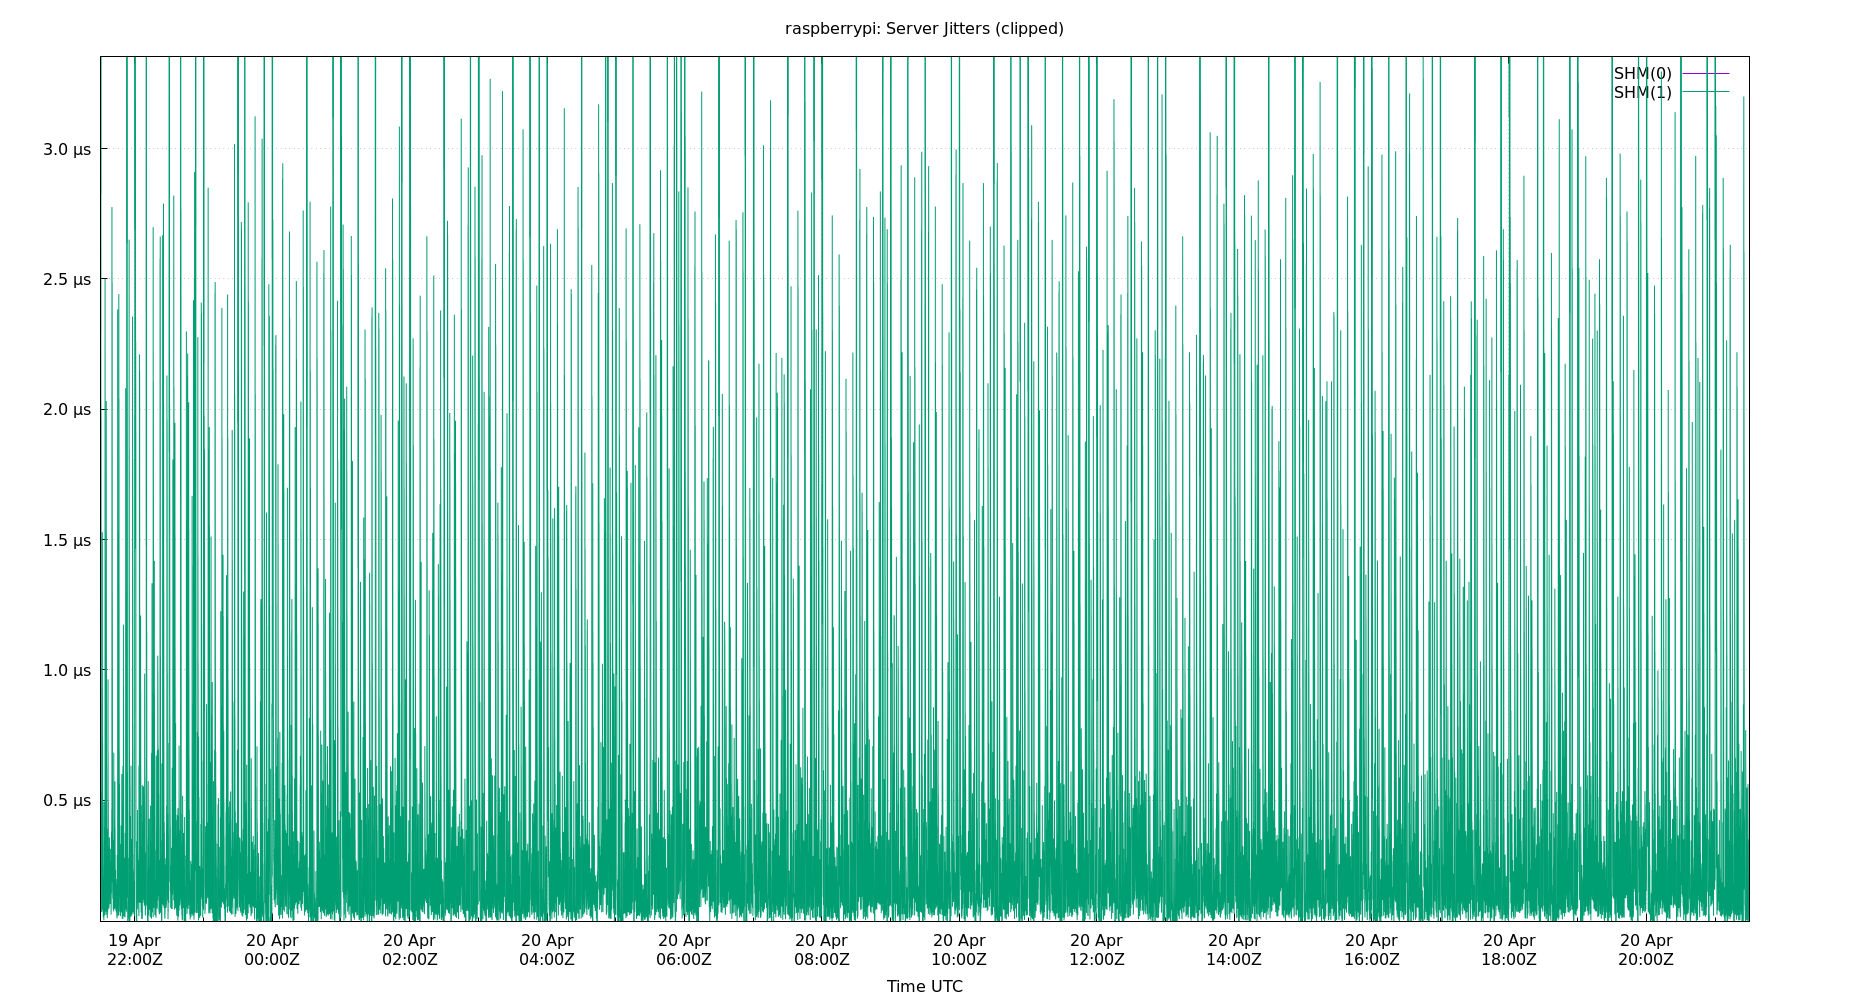 raspberrypi: Server Jitters (clipped)
SHM(0)
SHM(1)
3.0 µs
2.5 µs
2.0 µs
1.5 µs
1.0 µs
0.5 µs
19 Apr 20 Apr 20 Apr 20 Apr 20 Apr 20 Apr 20 Apr 20 Apr 20 Apr 20 Apr 20 Apr 20 Apr
22:00Z 00:00Z 02:00Z 04:00Z 06:00Z 08:00Z 10:00Z 12:00Z 14:00Z 16:00Z 18:00Z 20:00Z
Time UTC